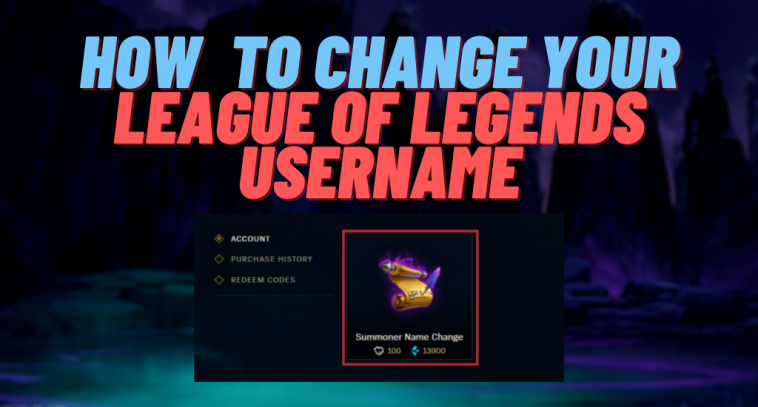 HOW TO CHANGE YOUR
LEAGUE OF LEGENDS
USERNAME
ACCOUNT
PURCHASE HISTORY
REDEEM CODES
Summoner Name Change
100 13900